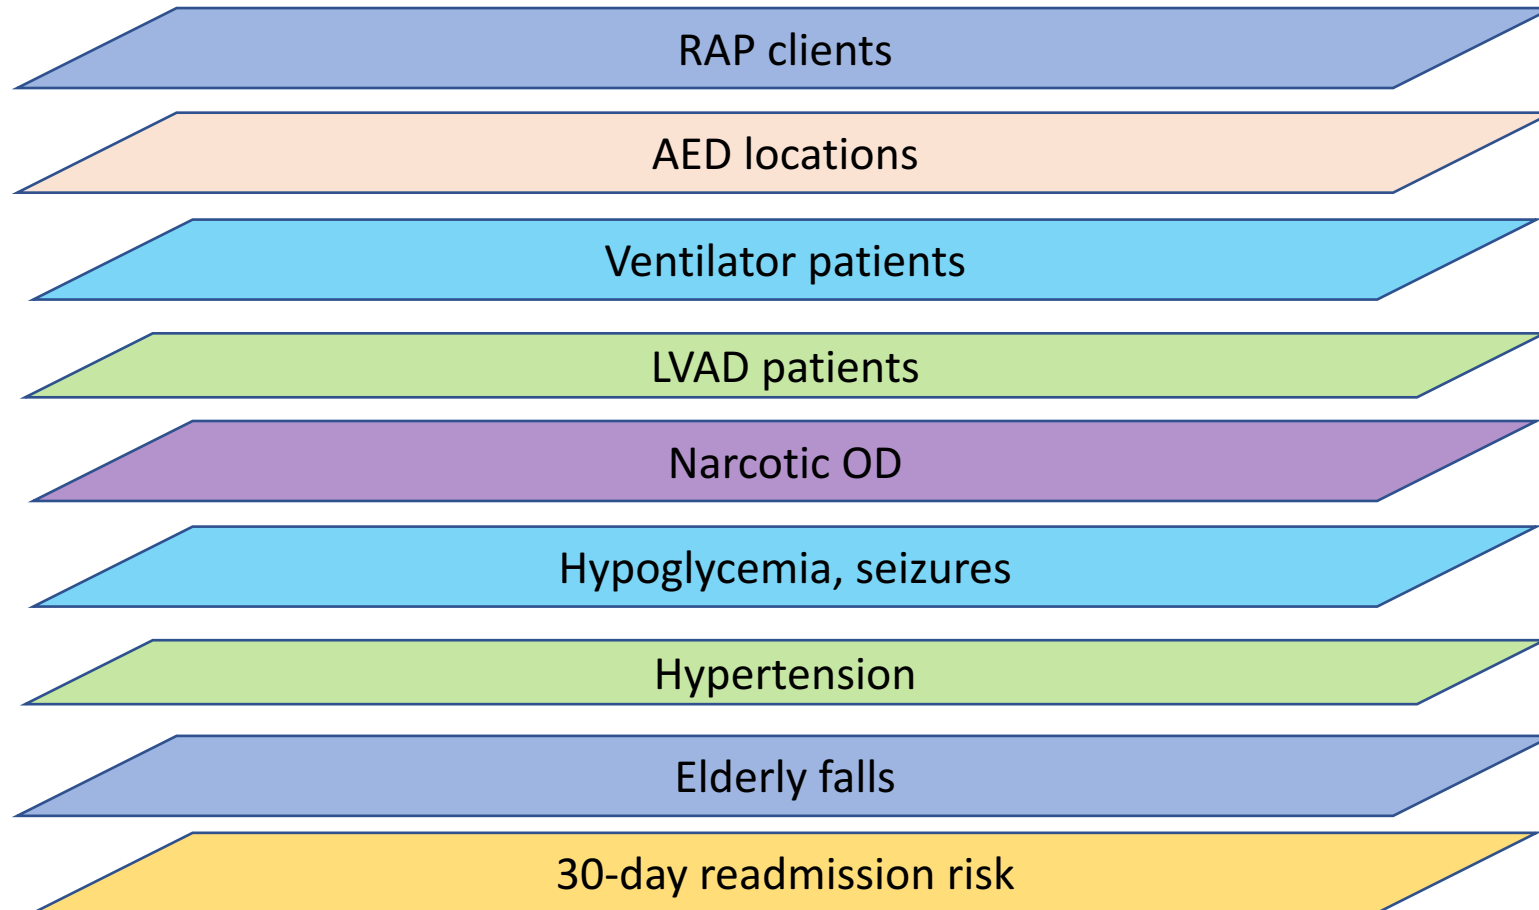 RAP clients
AED locations
Ventilator patients
LVAD patients
Narcotic OD
Hypoglycemia, seizures
Hypertension
Elderly falls
30-day readmission risk